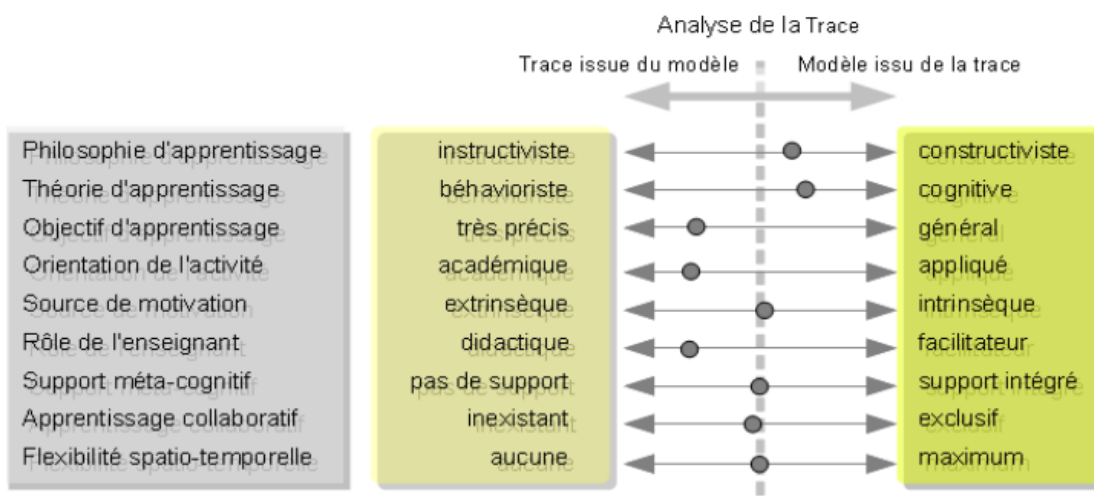 Analyse de la Trace
Trace issue du modèle Modèle issu de la trace
Philosophie d'apprentissage instructiviste constructiviste
Théorie d'apprentissage béhavioriste cognitive
Objectif d'apprentissage très précis général
Orientation de l'activité académique appliqué
Source de motivation extrinsèque intrinsèque
Rôle de l'enseignant didactique facilitateur
Support méta-cognitif pas de support support intégré
Apprentissage collaboratif inexistant exclusif
Flexibilité spatio-temporelle aucune maximum